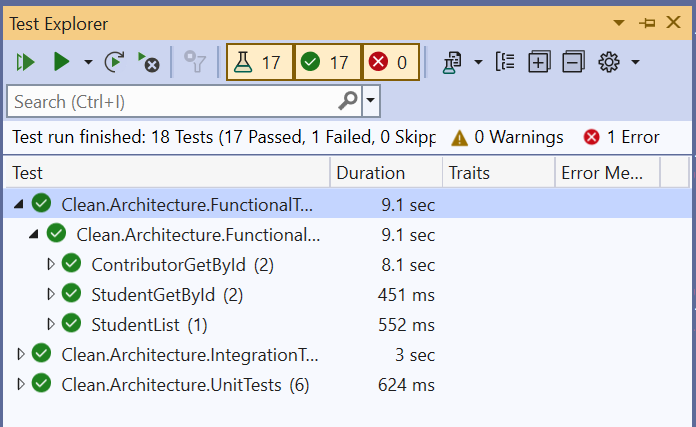 Test Explorer
17 17 0
Search (Ctrl+I)
Test run finished: 18 Tests (17 Passed, 1 Failed, 0 Skipp 0 Warnings 1 Error
Test Duration Traits Error Me...
Clean.Architecture.FunctionalT... 9.1 sec
Clean.Architecture.Functional... 9.1 sec
ContributorGetById (2) 8.1 sec
StudentGetById (2) 451 ms
StudentList (1) 552 ms
Clean.Architecture.IntegrationT... 3 sec
Clean.Architecture.UnitTests (6) 624 ms